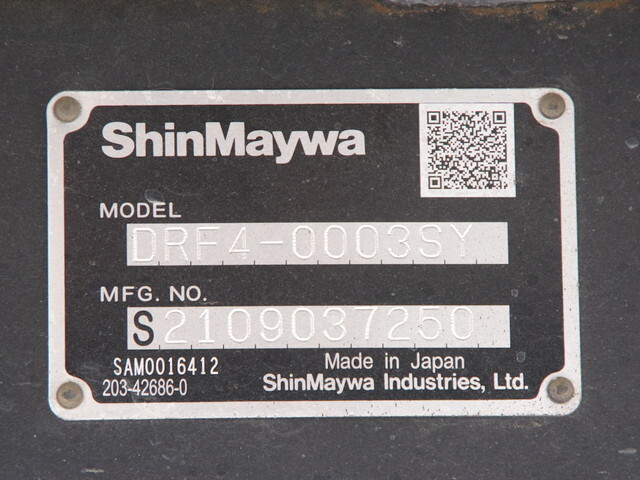 ShinMaywa
MODEL
DRF4-0003SY
MFG. NO.
S2109037250
SAM0016412
Made in Japan
203-42686-0
ShinMaywa Industries, Ltd.